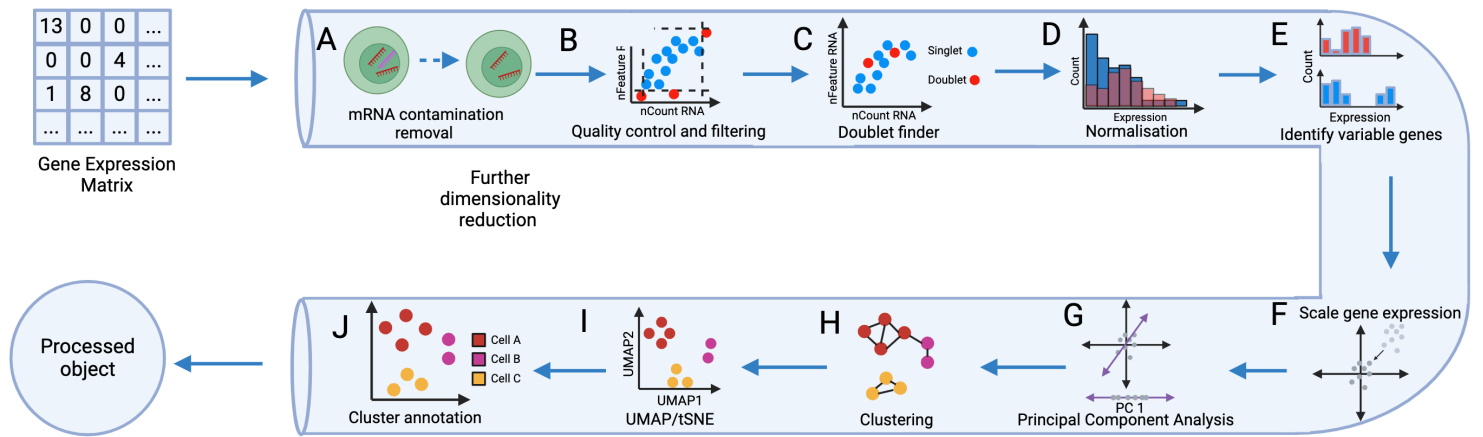 13 0 0 ...
0 0 4 ...
1 8 0 ...
... ... ... ...
Gene Expression
Matrix
A
mRNA contamination
removal
B
nFeature F
nCount RNA
Quality control and filtering
C
nFeature RNA
nCount RNA
Singlet
Doublet
Doublet finder
D
Count
Expression
Normalisation
E
Count
Expression
Identify variable genes
Further
dimensionality
reduction
F
Scale gene expression
G
PC 1
Principal Component Analysis
H
Clustering
I
UMAP2
UMAP1
UMAP/tSNE
J
Cell A
Cell B
Cell C
Cluster annotation
Processed
object